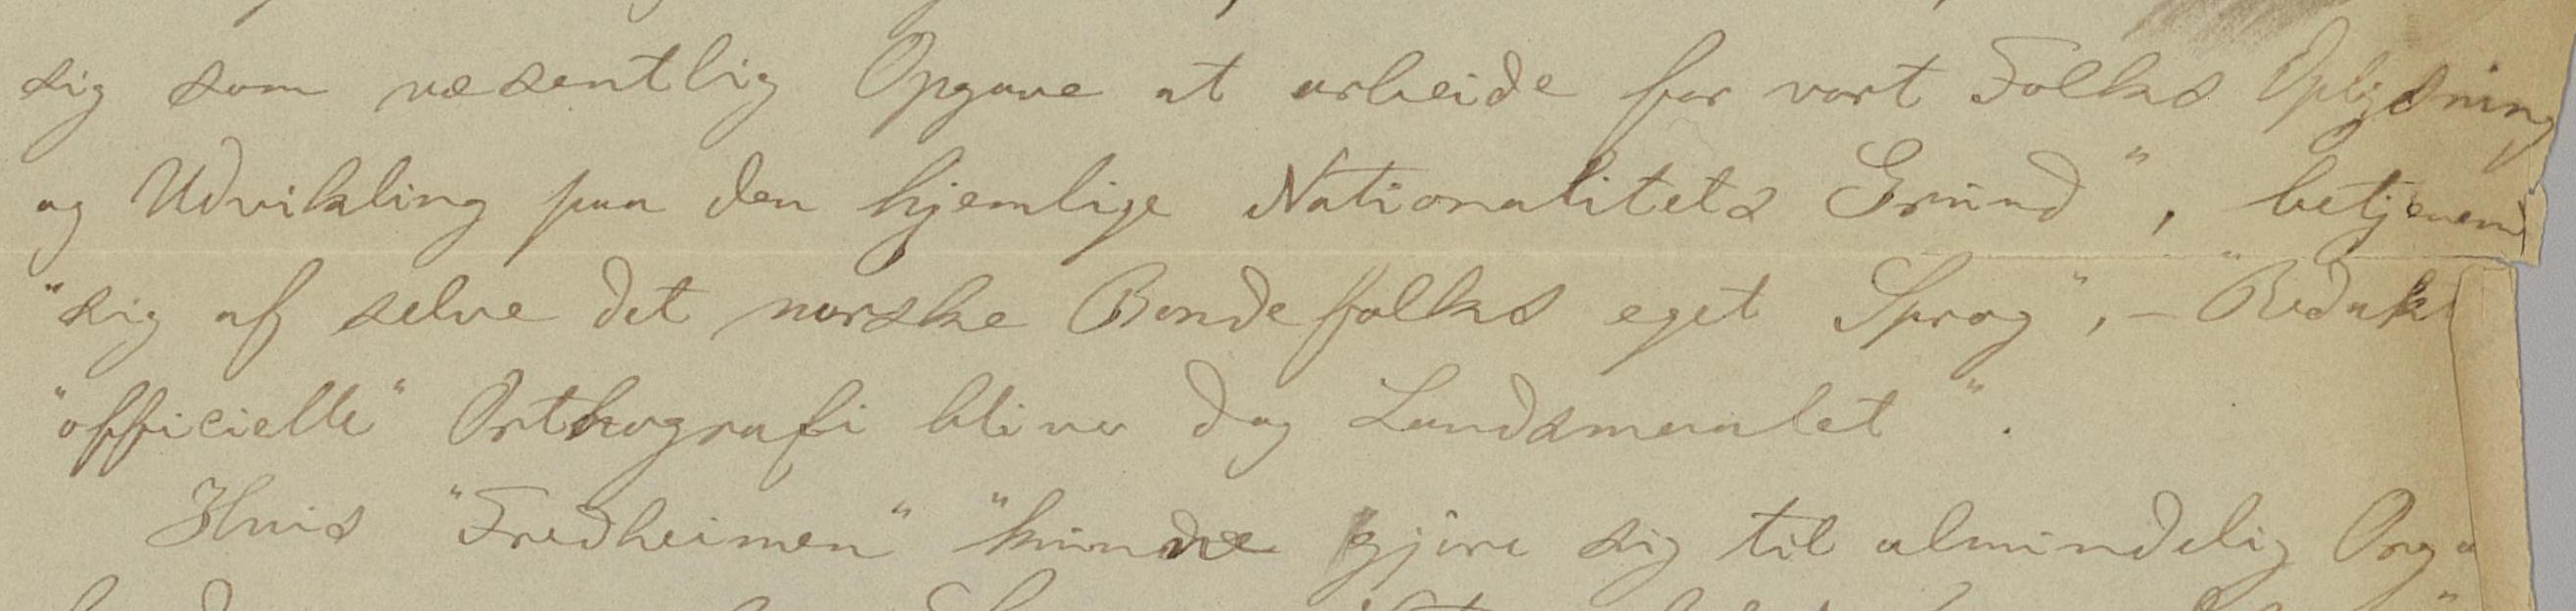 sig som væsentlig Opgave at arbeide for vort Folks Oplysning
og Udvikling paa den hjemlige Nationalitets Grund", betjenend
"sig af selve det norske Bondefolks eget Sprog", – "Redakt
"officielle" Orthografi bliver dog Landsmaalet".
Hvis "Fredheimen" "kunde gjøre sig til almindelig Orga